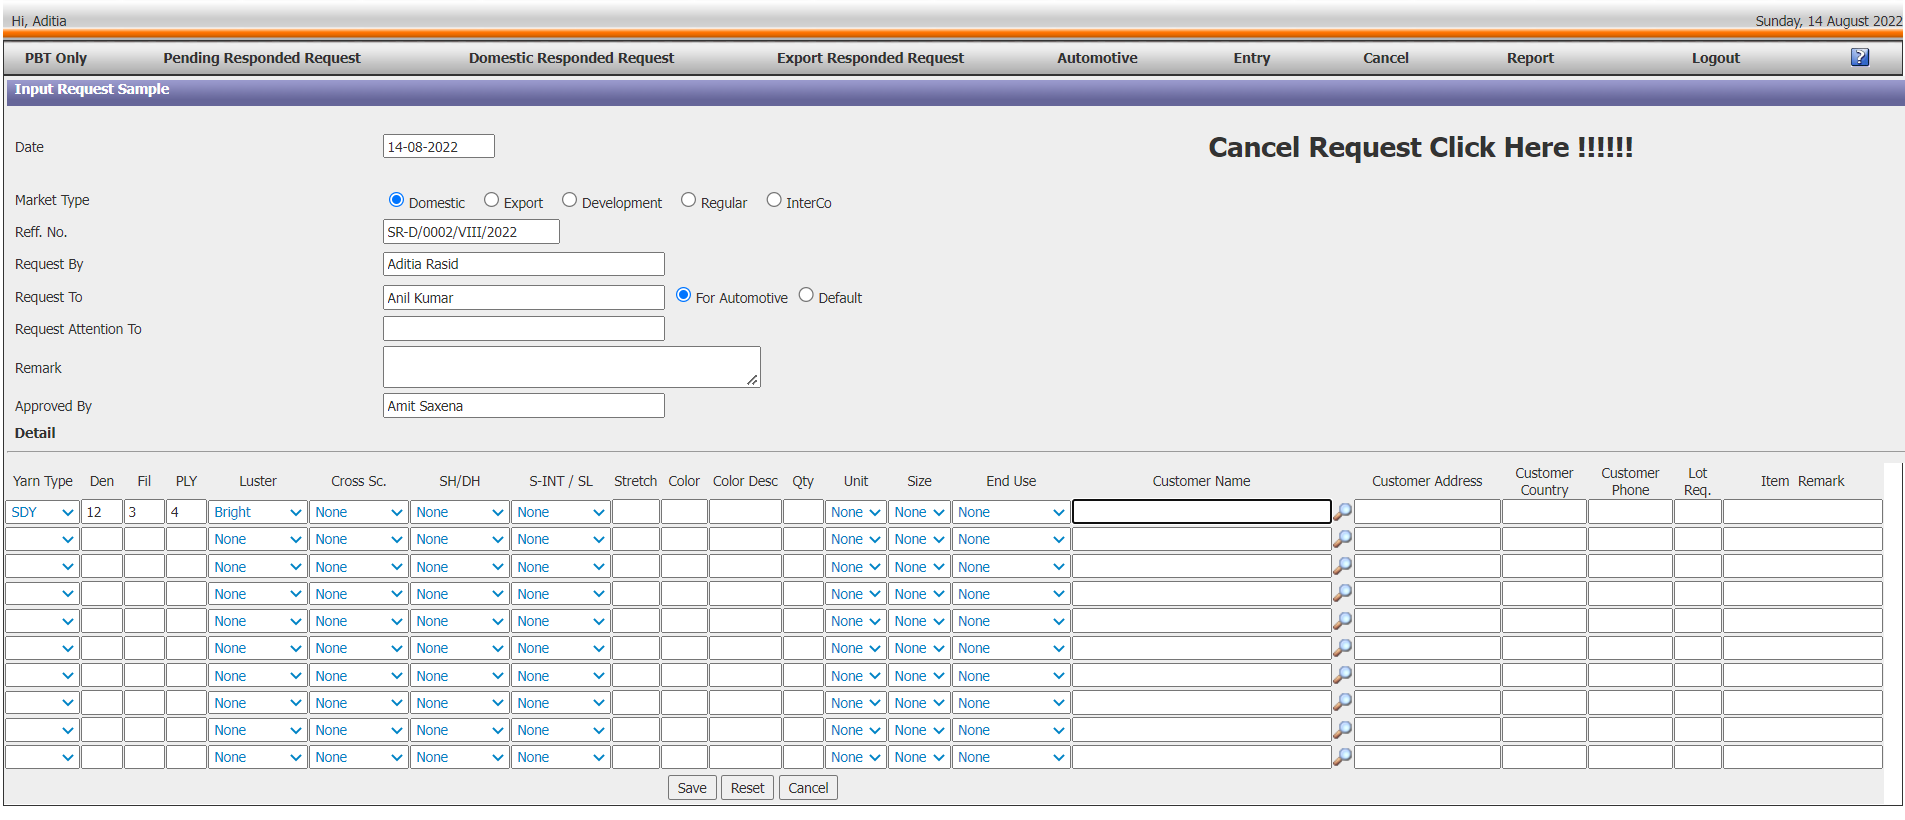 Hi, Aditia
Sunday, 14 August 2022
PBT Only Pending Responded Request Domestic Responded Request Export Responded Request Automotive Entry Cancel Report Logout ?
Input Request Sample
Date 14-08-2022
Cancel Request Click Here !!!!!!
Market Type Domestic Export Development Regular InterCo
Reff. No. SR-D/0002/VIII/2022
Request By Aditia Rasid
Request To Anil Kumar For Automotive Default
Request Attention To
Remark
Approved By Amit Saxena
Detail
Yarn Type Den Fil PLY Luster Cross Sc. SH/DH S-INT / SL Stretch Color Color Desc Qty Unit Size End Use Customer Name Customer Address Customer Country Customer Phone Lot Req. Item Remark
SDY 12 3 4 Bright None None None None None None
None None None None None None None
None None None None None None None
None None None None None None None
None None None None None None None
None None None None None None None
None None None None None None None
None None None None None None None
None None None None None None None
None None None None None None None
Save Reset Cancel